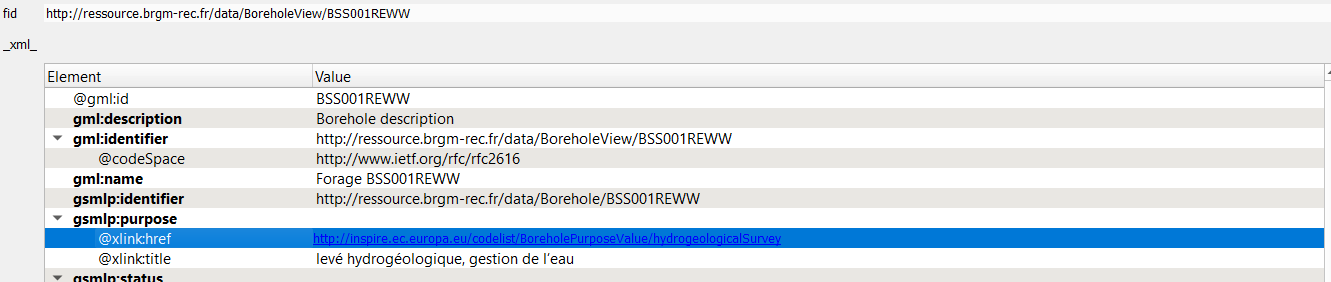 fid http://ressource.brgm-rec.fr/data/BoreholeView/BSS001REWW
_xml_
Element Value
@gml:id BSS001REWW
gml:description Borehole description
gml:identifier http://ressource.brgm-rec.fr/data/BoreholeView/BSS001REWW
@codeSpace http://www.ietf.org/rfc/rfc2616
gml:name Forage BSS001REWW
gsmlp:identifier http://ressource.brgm-rec.fr/data/Borehole/BSS001REWW
gsmlp:purpose
@xlink:href http://inspire.ec.europa.eu/codelist/BoreholePurposeValue/hydrogeologicalSurvey
@xlink:title levé hydrogéologique, gestion de l'eau
gsmlp:status